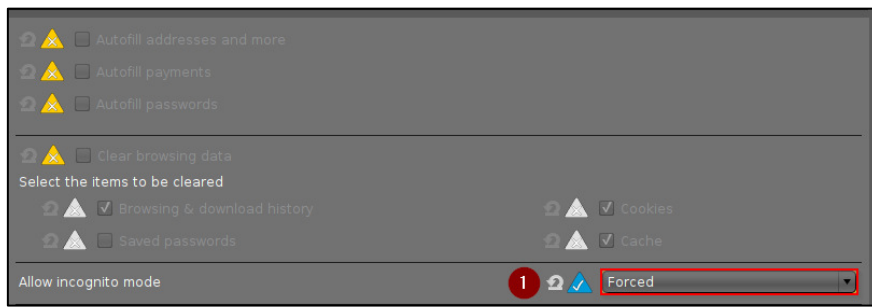 Autofill addresses and more
Autofill payments
Autofill passwords
Clear browsing data
Select the items to be cleared
Browsing & download history Cookies
Saved passwords Cache
Allow incognito mode 1 Forced